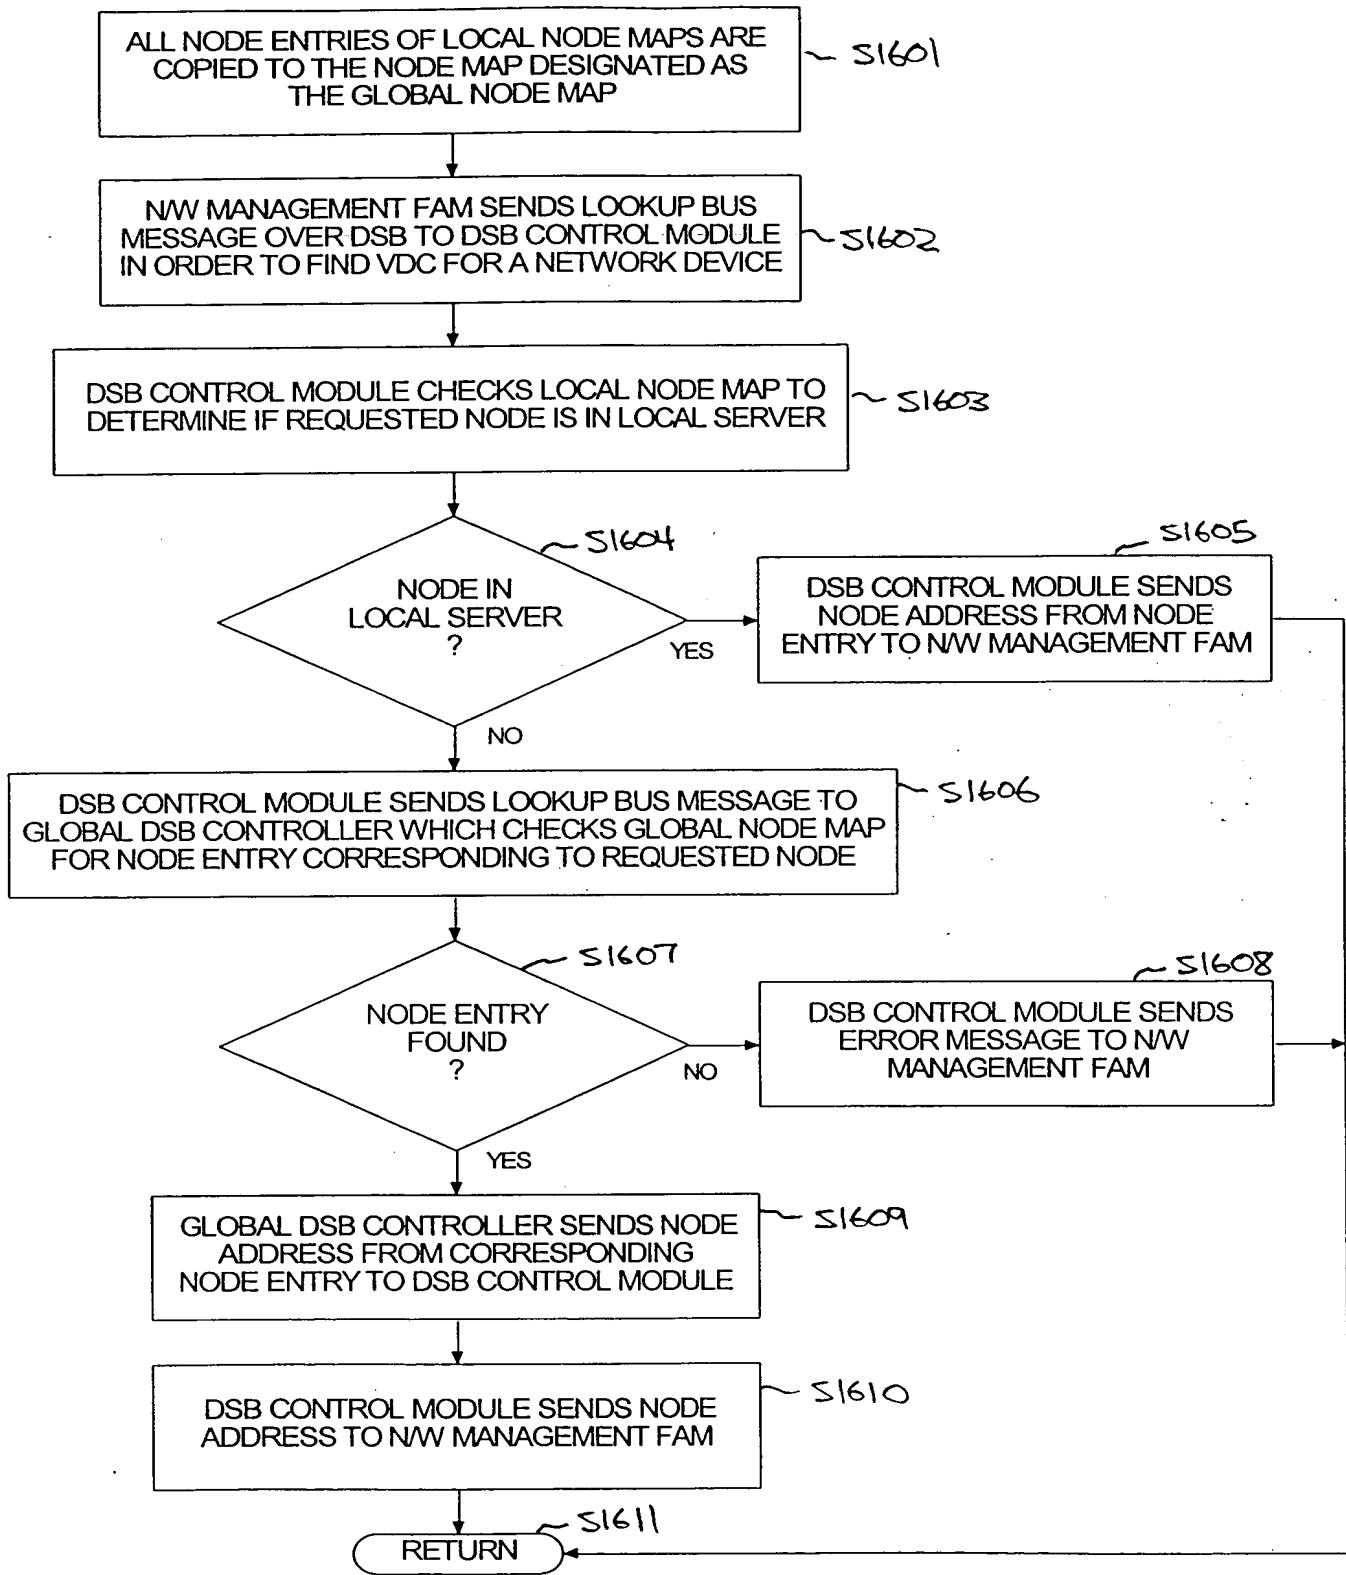 ALL NODE ENTRIES OF LOCAL NODE MAPS ARE
COPIED TO THE NODE MAP DESIGNATED AS
THE GLOBAL NODE MAP
S1601
N/W MANAGEMENT FAM SENDS LOOKUP BUS
MESSAGE OVER DSB TO DSB CONTROL MODULE
IN ORDER TO FIND VDC FOR A NETWORK DEVICE
S1602
DSB CONTROL MODULE CHECKS LOCAL NODE MAP TO
DETERMINE IF REQUESTED NODE IS IN LOCAL SERVER
S1603
NODE IN
LOCAL SERVER
?
S1604
YES
NO
S1605
DSB CONTROL MODULE SENDS
NODE ADDRESS FROM NODE
ENTRY TO N/W MANAGEMENT FAM
DSB CONTROL MODULE SENDS LOOKUP BUS MESSAGE TO
GLOBAL DSB CONTROLLER WHICH CHECKS GLOBAL NODE MAP
FOR NODE ENTRY CORRESPONDING TO REQUESTED NODE
S1606
NODE ENTRY
FOUND
?
S1607
NO
YES
S1608
DSB CONTROL MODULE SENDS
ERROR MESSAGE TO N/W
MANAGEMENT FAM
GLOBAL DSB CONTROLLER SENDS NODE
ADDRESS FROM CORRESPONDING
NODE ENTRY TO DSB CONTROL MODULE
S1609
DSB CONTROL MODULE SENDS NODE
ADDRESS TO N/W MANAGEMENT FAM
S1610
RETURN
S1611